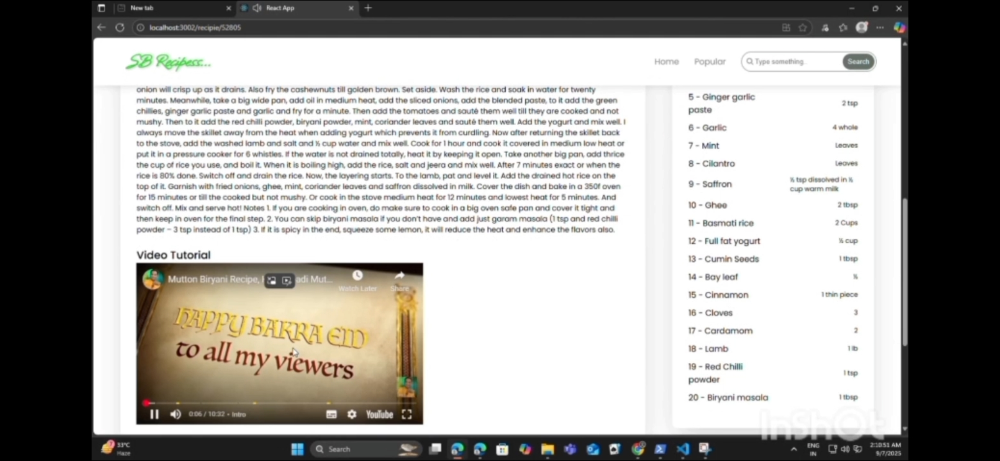 New tab
React App
localhost:3002/recipie/52805
SB Recipess...
Home
Popular
Type something..
Search
onion will crisp up as it drains. Also fry the cashewnuts till golden brown. Set aside. Wash the rice and soak in water for twenty
minutes. Meanwhile, take a big wide pan, add oil in medium heat, add the sliced onions, add the blended paste, to it add the green
chillies, ginger garlic paste and garlic and fry for a minute. Then add the tomatoes and sauté them well till they are cooked and not
mushy. Then to it add the red chilli powder, biryani powder, mint, coriander leaves and sauté them well. Add the yogurt and mix well. I
always move the skillet away from the heat when adding yogurt which prevents it from curdling. Now after returning the skillet back
to the stove, add the washed lamb and salt and ½ cup water and mix well. Cook for 1 hour and cook it covered in medium low heat or
put it in a pressure cooker for 6 whistles. If the water is not drained totally, heat it by keeping it open. Take another big pan, add thrice
the cup of rice you use, and boil it. When it is boiling high, add the rice, salt and jeera and mix well. After 7 minutes exact or when the
rice is 80% done. Switch off and drain the rice. Now, the layering starts. To the lamb, pat and level it. Add the drained hot rice on the
top of it. Garnish with fried onions, ghee, mint, coriander leaves and saffron dissolved in milk. Cover the dish and bake in a 350f oven
for 15 minutes or till the cooked but not mushy. Or cook in the stove medium heat for 12 minutes and lowest heat for 5 minutes. And
switch off. Mix and serve hot! Notes 1. If you are cooking in oven, do make sure to cook in a big oven safe pan and cover it tight and
then keep in oven for the final step. 2. You can skip biryani masala if you don't have and add just garam masala (1 tsp and red chilli
powder – 3 tsp instead of 1 tsp) 3. If it is spicy in the end, squeeze some lemon, it will reduce the heat and enhance the flavors also.
Video Tutorial
Mutton Biryani Recipe, adi Mut...
Watch Later
Share
HAPPY BAKRA EID
to all my viewers
0:06 / 10:32 • Intro
YouTube
5 - Ginger garlic
paste
2 tsp
6 - Garlic
4 whole
7 - Mint
Leaves
8 - Cilantro
Leaves
9 - Saffron
½ tsp dissolved in ½
cup warm milk
10 - Ghee
2 tbsp
11 - Basmati rice
2 Cups
12 - Full fat yogurt
½ cup
13 - Cumin Seeds
1 tbsp
14 - Bay leaf
½
15 - Cinnamon
1 thin piece
16 - Cloves
3
17 - Cardamom
2
18 - Lamb
1 lb
19 - Red Chilli
powder
1 tsp
20 - Biryani masala
1 tbsp
InShOt
33°C
Haze
Search
ENG
IN
2:10:51 AM
9/7/2025